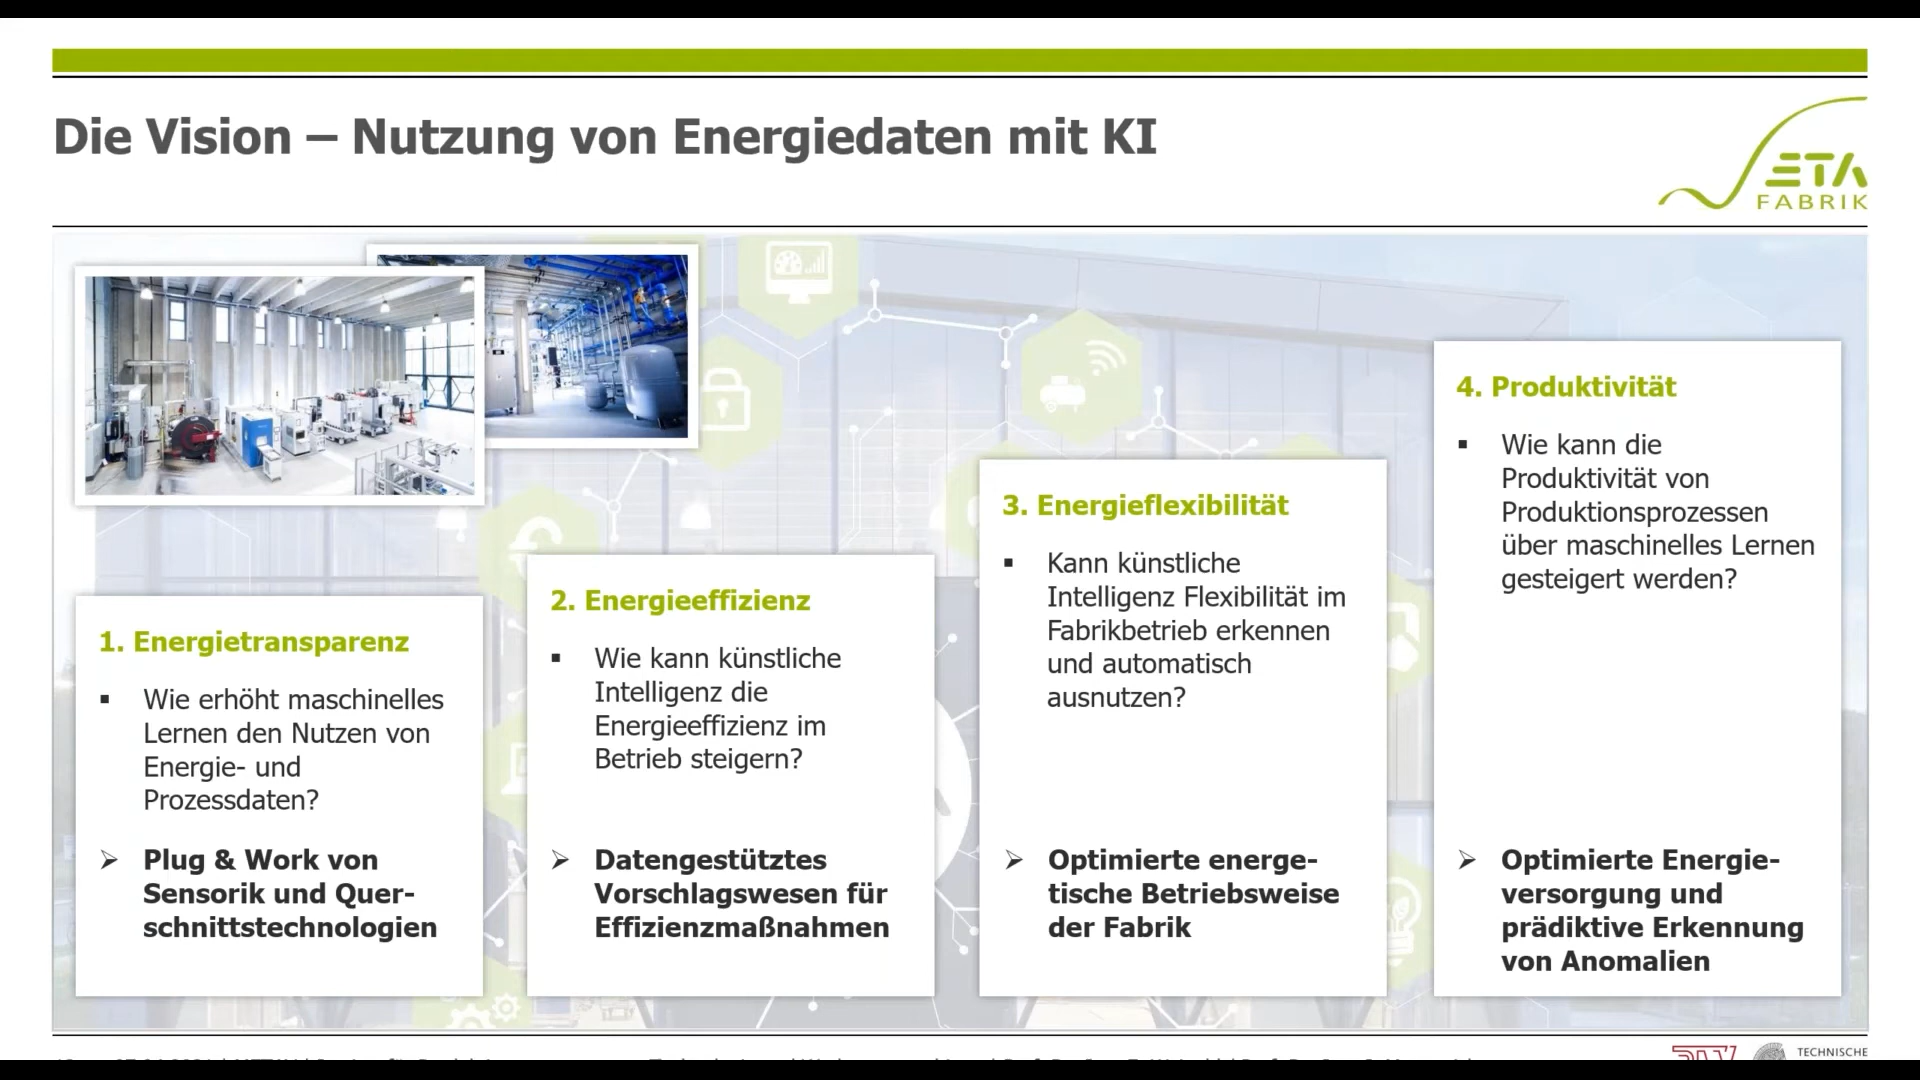 Die Vision – Nutzung von Energiedaten mit KI
ETA
FABRIK
1. Energietransparenz
▪ Wie erhöht maschinelles
Lernen den Nutzen von
Energie- und
Prozessdaten?
➢ Plug & Work von
Sensorik und Quer-
schnittstechnologien
2. Energieeffizienz
▪ Wie kann künstliche
Intelligenz die
Energieeffizienz im
Betrieb steigern?
➢ Datengestütztes
Vorschlagswesen für
Effizienzmaßnahmen
3. Energieflexibilität
▪ Kann künstliche
Intelligenz Flexibilität im
Fabrikbetrieb erkennen
und automatisch
ausnutzen?
➢ Optimierte energe-
tische Betriebsweise
der Fabrik
4. Produktivität
▪ Wie kann die
Produktivität von
Produktionsprozessen
über maschinelles Lernen
gesteigert werden?
➢ Optimierte Energie-
versorgung und
prädiktive Erkennung
von Anomalien
TECHNISCHE